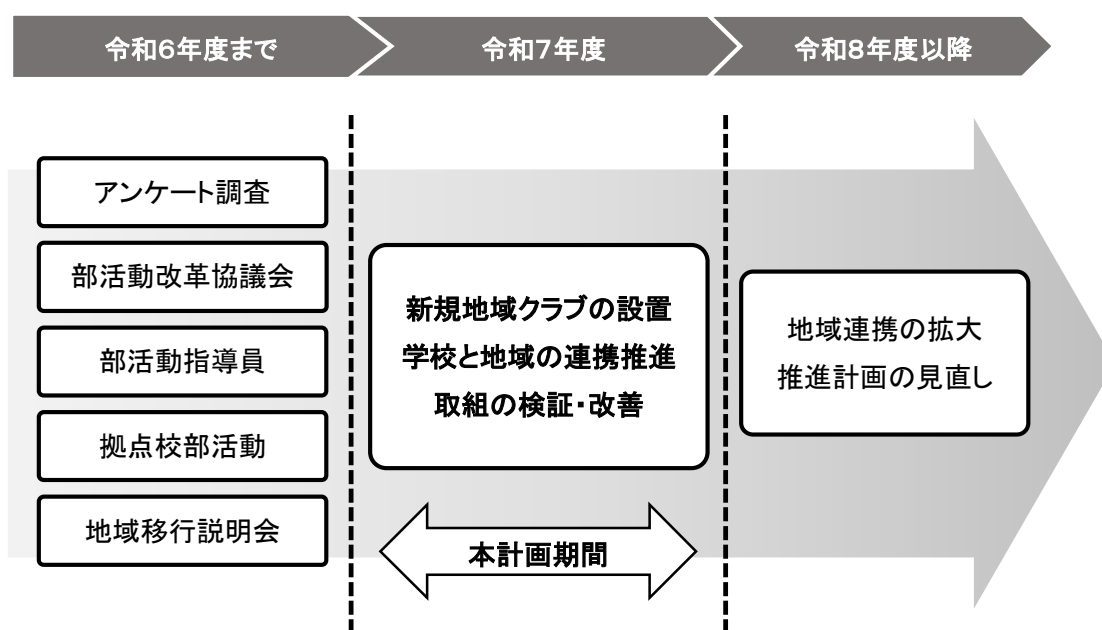 令和6年度まで
令和7年度
令和8年度以降
アンケート調査
部活動改革協議会
部活動指導員
拠点校部活動
地域移行説明会
新規地域クラブの設置
学校と地域の連携推進
取組の検証・改善
本計画期間
地域連携の拡大
推進計画の見直し